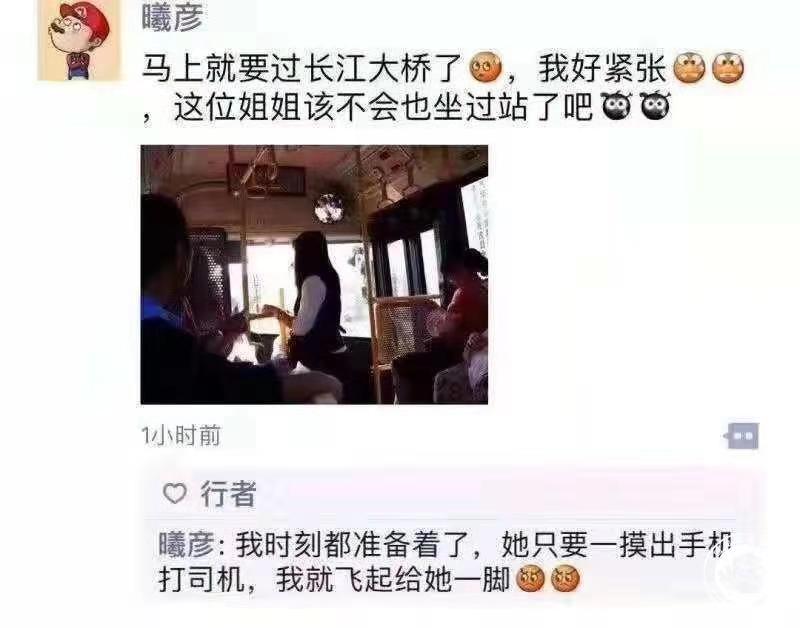 曦彦
马上就要过长江大桥了，我好紧张
，这位姐姐该不会也坐过站了吧
1小时前
行者
曦彦: 我时刻都准备着了，她只要一摸出手机
打司机，我就飞起给她一脚